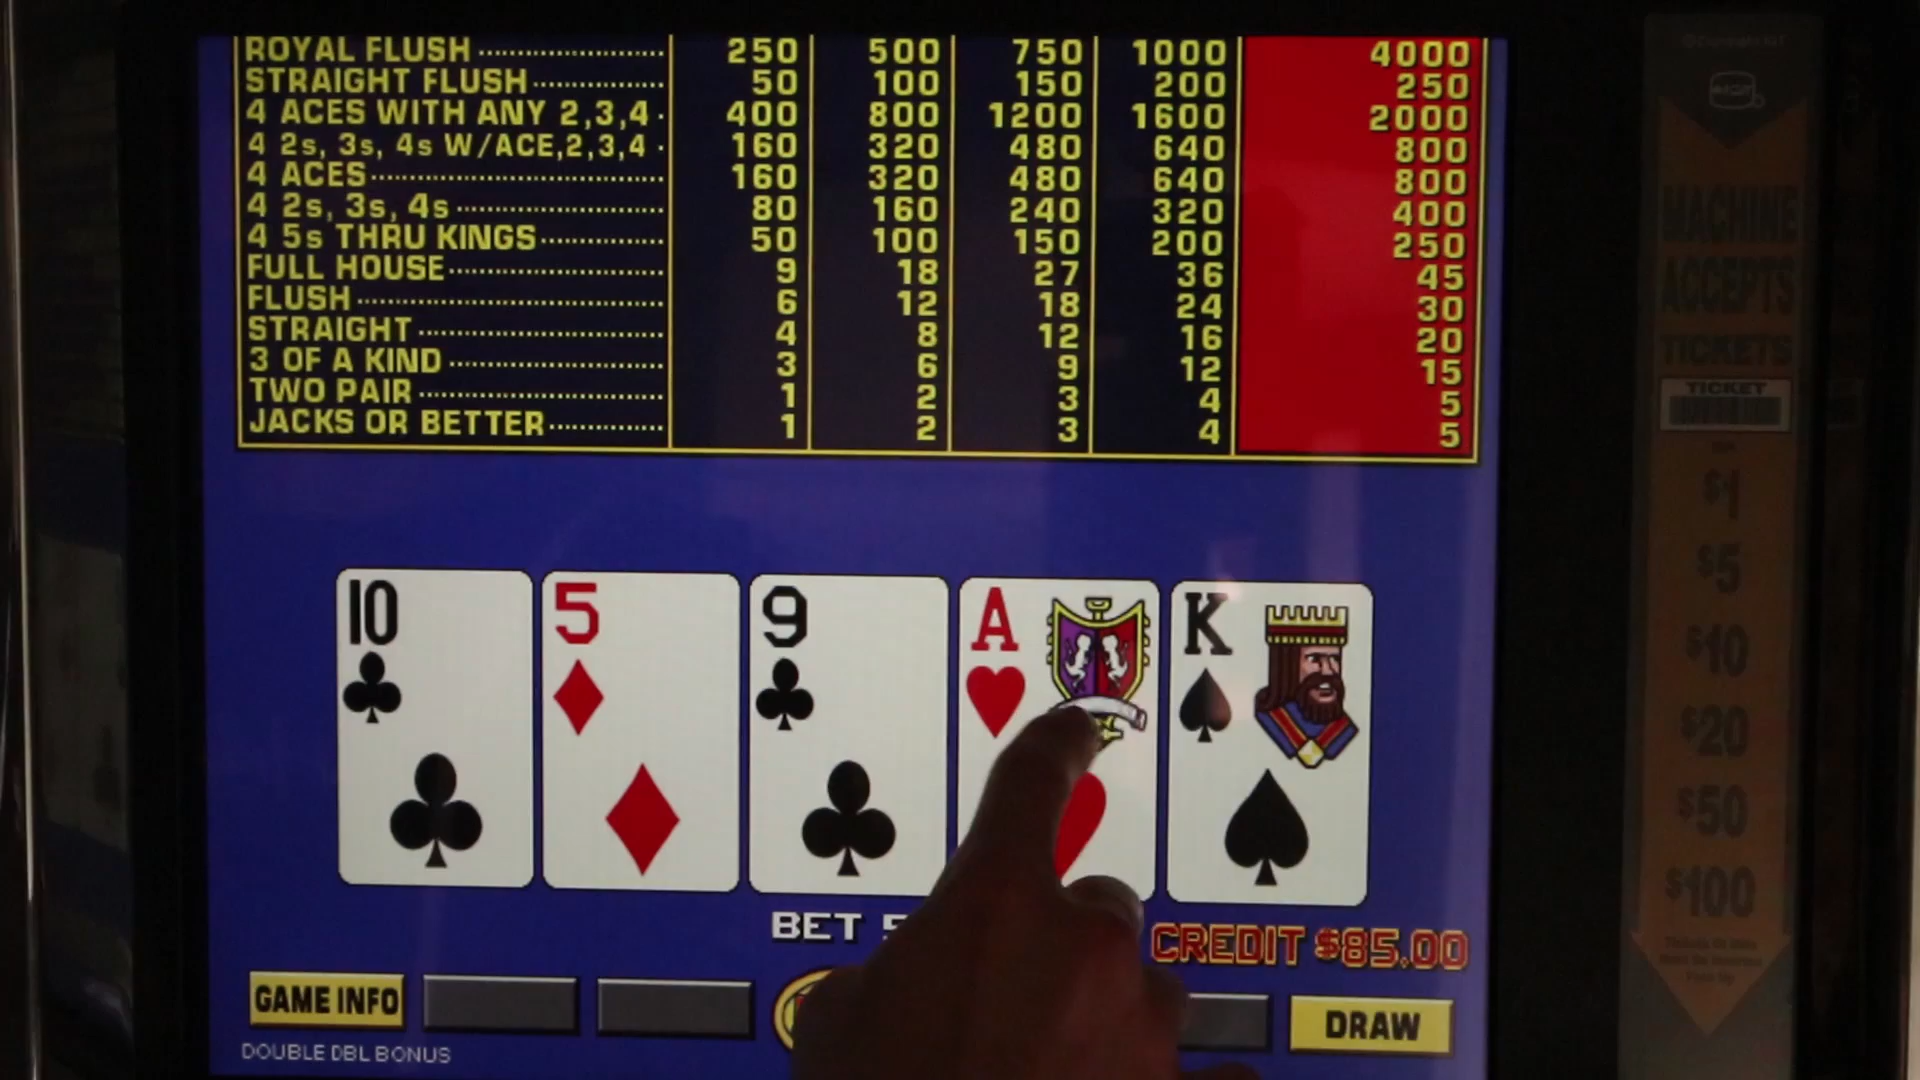 ROYAL FLUSH 250 500 750 1000 4000
STRAIGHT FLUSH 50 100 150 200 250
4 ACES WITH ANY 2,3,4 400 800 1200 1600 2000
4 2s, 3s, 4s W/ACE,2,3,4 160 320 480 640 800
4 ACES 160 320 480 640 800
4 2s, 3s, 4s 80 160 240 320 400
4 5s THRU KINGS 50 100 150 200 250
FULL HOUSE 9 18 27 36 45
FLUSH 6 12 18 24 30
STRAIGHT 4 8 12 16 20
3 OF A KIND 3 6 9 12 15
TWO PAIR 1 2 3 4 5
JACKS OR BETTER 1 2 3 4 5
10 5 9 A K
BET 5
CREDIT $85.00
GAME INFO
DRAW
DOUBLE DBL BONUS
MACHINE
ACCEPTS
TICKETS
TICKET
$1
$5
$10
$20
$50
$100